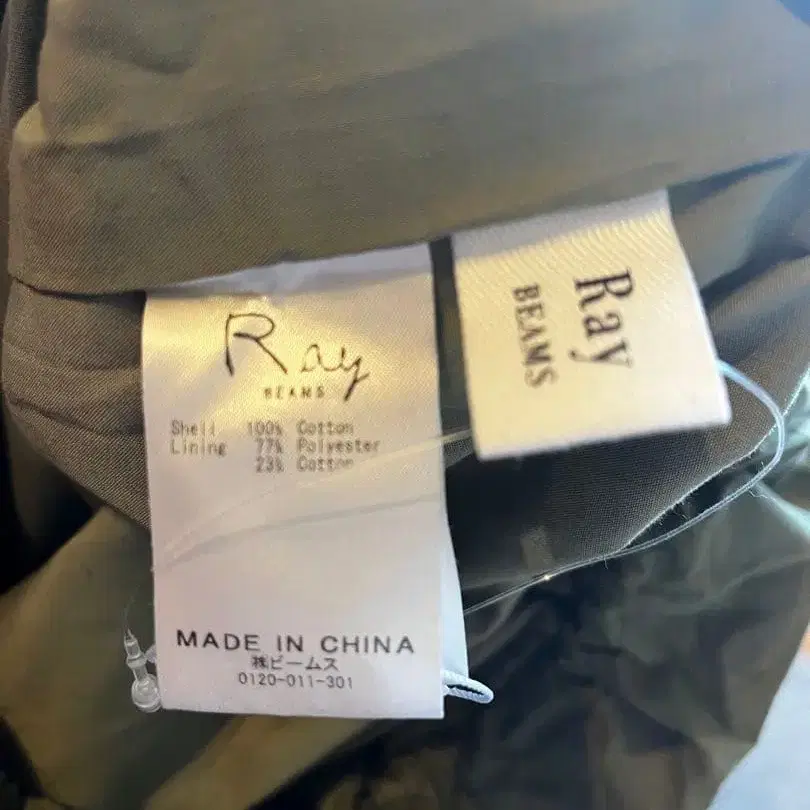 Ray
BEAMS
Shell 100% Cotton
Lining 77% Polyester
23% Cotton
MADE IN CHINA
㈱ビームス
0120-011-301
Ray
BEAMS